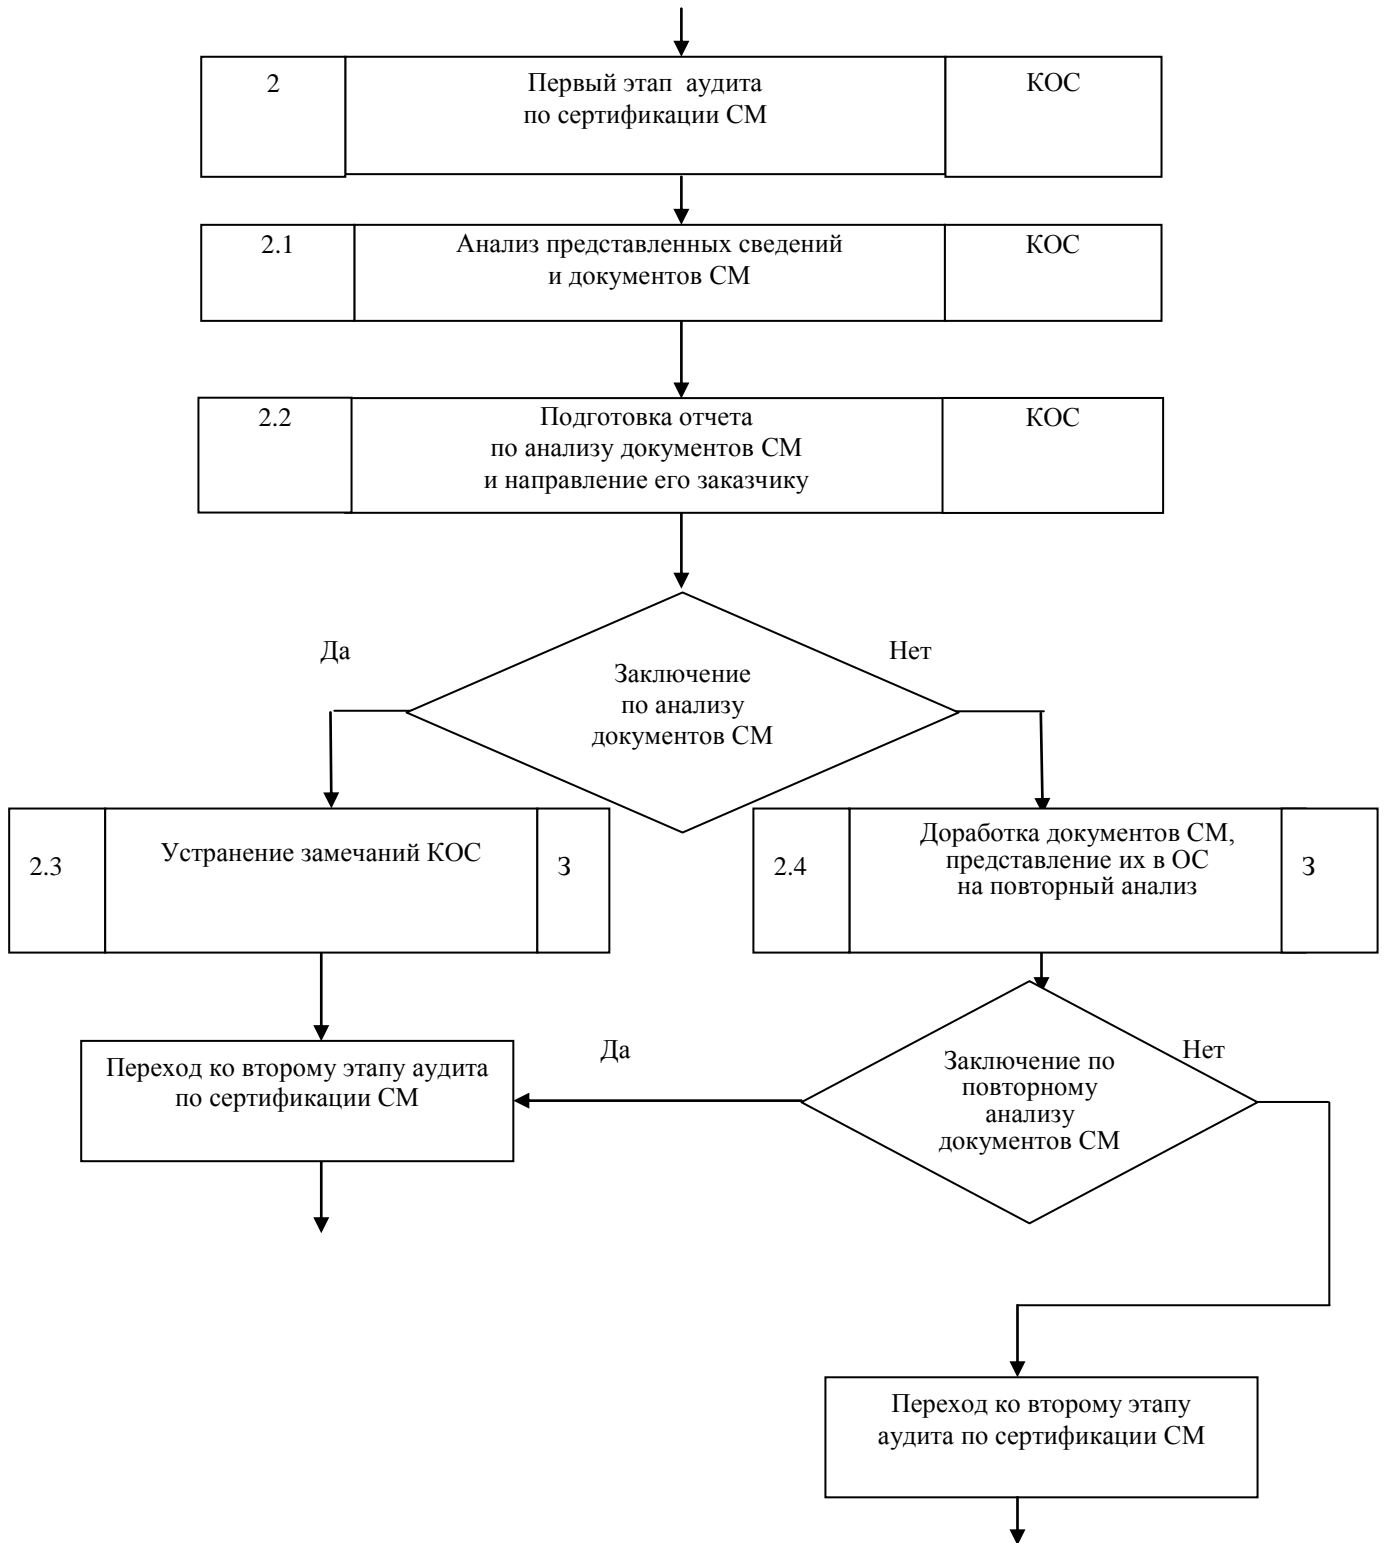 2
Первый этап аудита
по сертификации СМ
КОС
2.1
Анализ представленных сведений
и документов СМ
КОС
2.2
Подготовка отчета
по анализу документов СМ
и направление его заказчику
КОС
Да
Нет
Заключение
по анализу
документов СМ
2.3
Устранение замечаний КОС
З
2.4
Доработка документов СМ,
представление их в ОС
на повторный анализ
З
Переход ко второму этапу аудита
по сертификации СМ
Да
Заключение по
повторному
анализу
документов СМ
Нет
Переход ко второму этапу
аудита по сертификации СМ